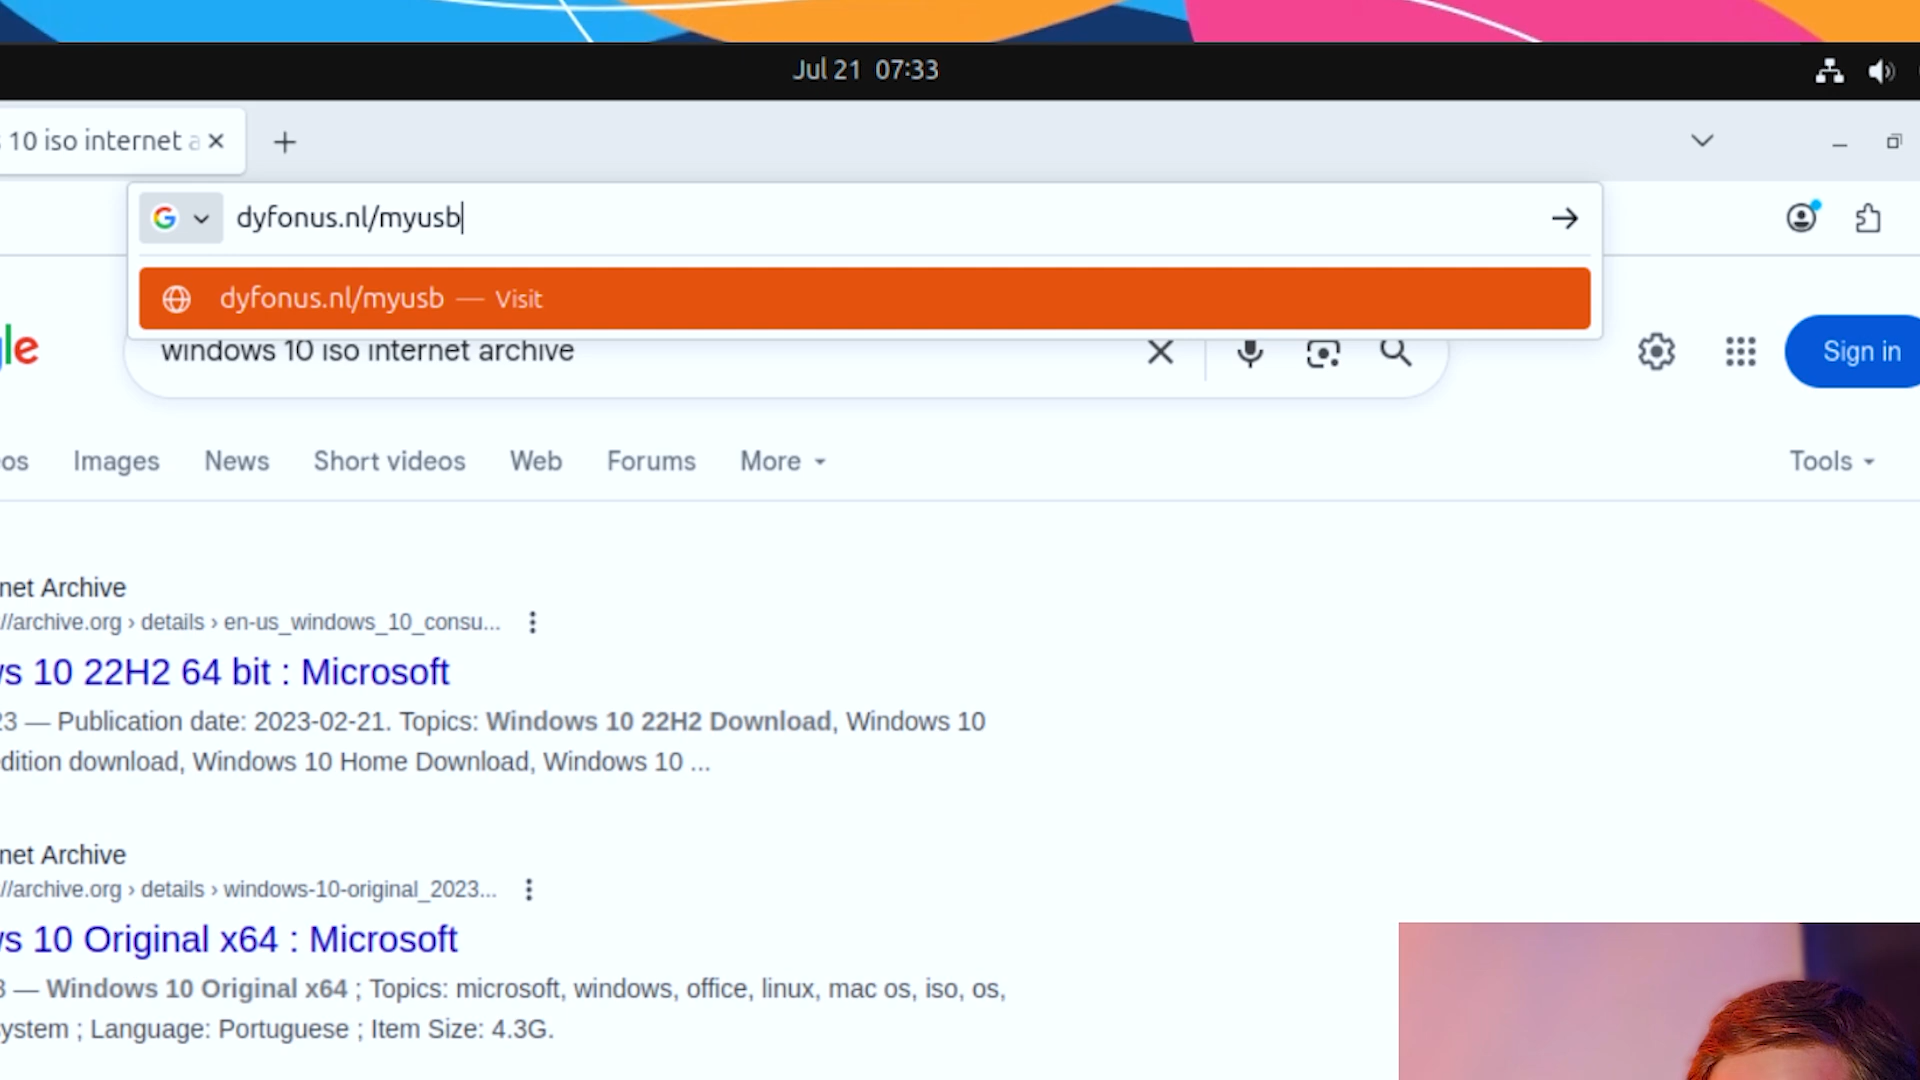 Jul 21 07:33
10 iso internet a
dyfonus.nl/myusb
dyfonus.nl/myusb — Visit
le
windows 10 iso internet archive
Sign in
os Images News Short videos Web Forums More Tools
net Archive
//archive.org › details › en-us_windows_10_consu...
s 10 22H2 64 bit : Microsoft
23 — Publication date: 2023-02-21. Topics: Windows 10 22H2 Download, Windows 10
dition download, Windows 10 Home Download, Windows 10 ...
net Archive
//archive.org › details › windows-10-original_2023...
s 10 Original x64 : Microsoft
3 — Windows 10 Original x64 ; Topics: microsoft, windows, office, linux, mac os, iso, os,
ystem ; Language: Portuguese ; Item Size: 4.3G.